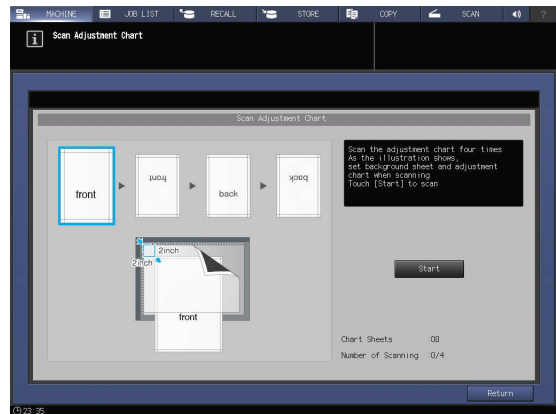 MACHINE JOB LIST RECALL STORE COPY SCAN ?
Scan Adjustment Chart
Scan Adjustment Chart
Scan the adjustment chart four times
As the illustration shows,
set background sheet and adjustment
chart when scanning
Touch [Start] to scan
front front back back
2inch
2inch
front
Start
Chart Sheets :00
Number of Scanning :0/4
Return
23:35